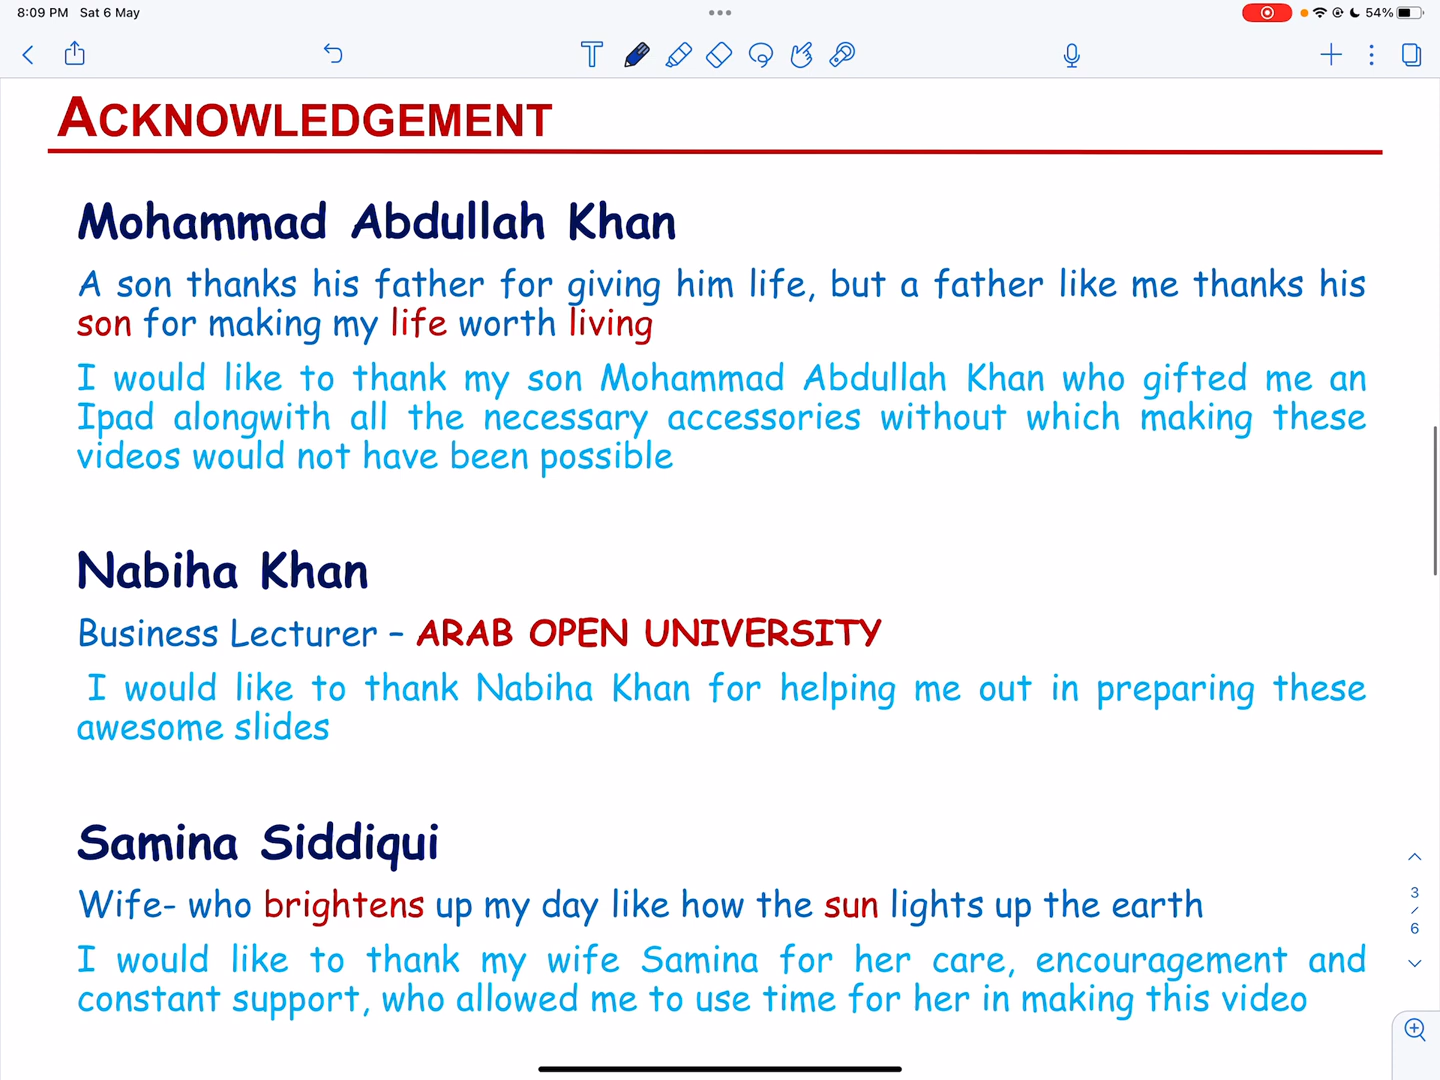 8:09 PM Sat 6 May
54%
ACKNOWLEDGEMENT
Mohammad Abdullah Khan
A son thanks his father for giving him life, but a father like me thanks his
son for making my life worth living
I would like to thank my son Mohammad Abdullah Khan who gifted me an
Ipad alongwith all the necessary accessories without which making these
videos would not have been possible
Nabiha Khan
Business Lecturer – ARAB OPEN UNIVERSITY
I would like to thank Nabiha Khan for helping me out in preparing these
awesome slides
Samina Siddiqui
Wife- who brightens up my day like how the sun lights up the earth
I would like to thank my wife Samina for her care, encouragement and
constant support, who allowed me to use time for her in making this video
3
/
6